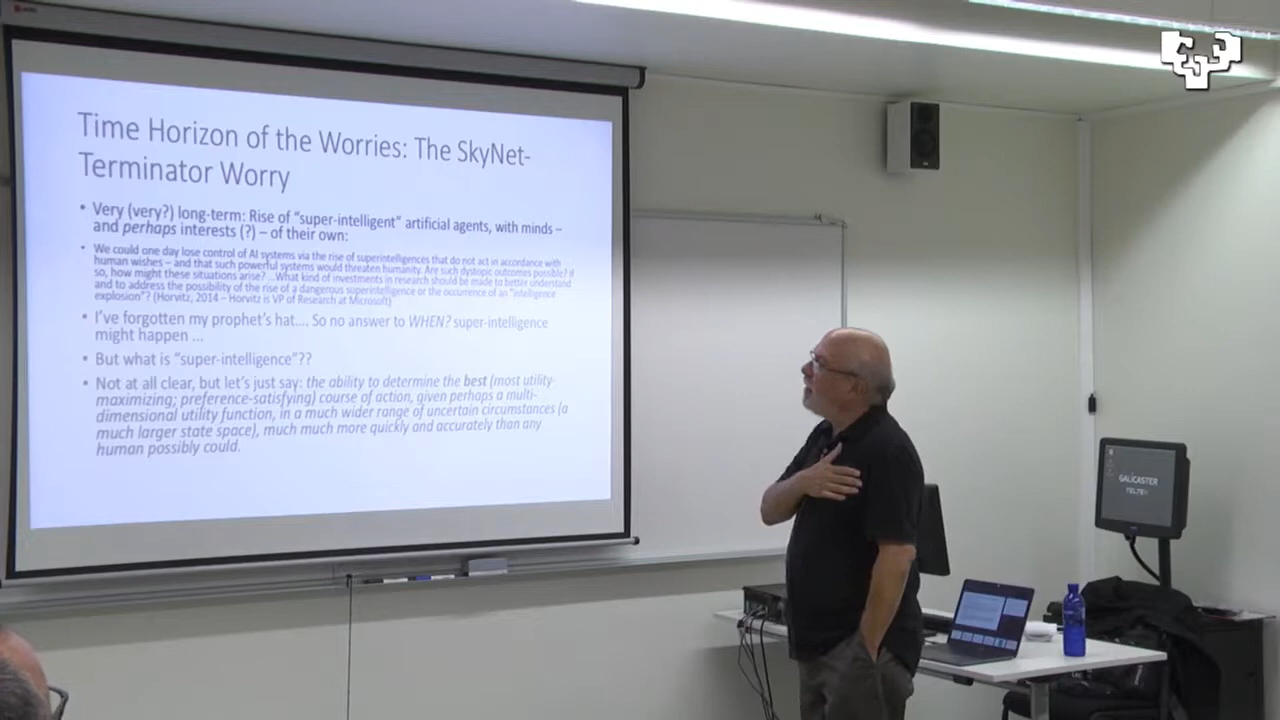 Time Horizon of the Worries: The SkyNet-
Terminator Worry
• Very (very?) long-term: Rise of "super-intelligent" artificial agents, with minds –
and perhaps interests (?) – of their own:
• We could one day lose control of AI systems via the rise of superintelligences that do not act in accordance with
human wishes – and that such powerful systems would threaten humanity. Are such dystopic outcomes possible? If
so, how might these situations arise? ...What kind of investments in research should be made to better understand
and to address the possibility of the rise of a dangerous superintelligence or the occurrence of an "intelligence
explosion"? (Horvitz, 2014 – Horvitz is VP of Research at Microsoft)
• I've forgotten my prophet's hat.... So no answer to WHEN? super-intelligence
might happen ...
• But what is "super-intelligence"??
• Not at all clear, but let's just say: the ability to determine the best (most utility-
maximizing; preference-satisfying) course of action, given perhaps a multi-
dimensional utility function, in a much wider range of uncertain circumstances (a
much larger state space), much much more quickly and accurately than any
human possibly could.
GALICASTER
TELTEK